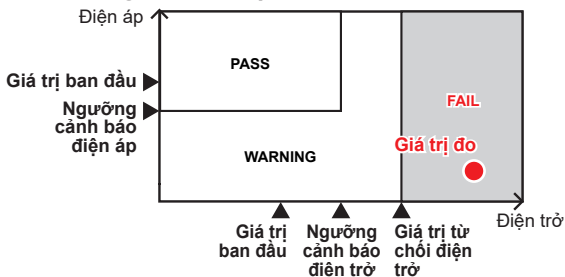 Điện áp
PASS
Giá trị ban đầu
FAIL
Ngưỡng
cảnh báo
điện áp
Giá trị đo
WARNING
Điện trở
Giá trị
ban đầu
Ngưỡng
cảnh báo
điện trở
Giá trị từ
chối điện
trở